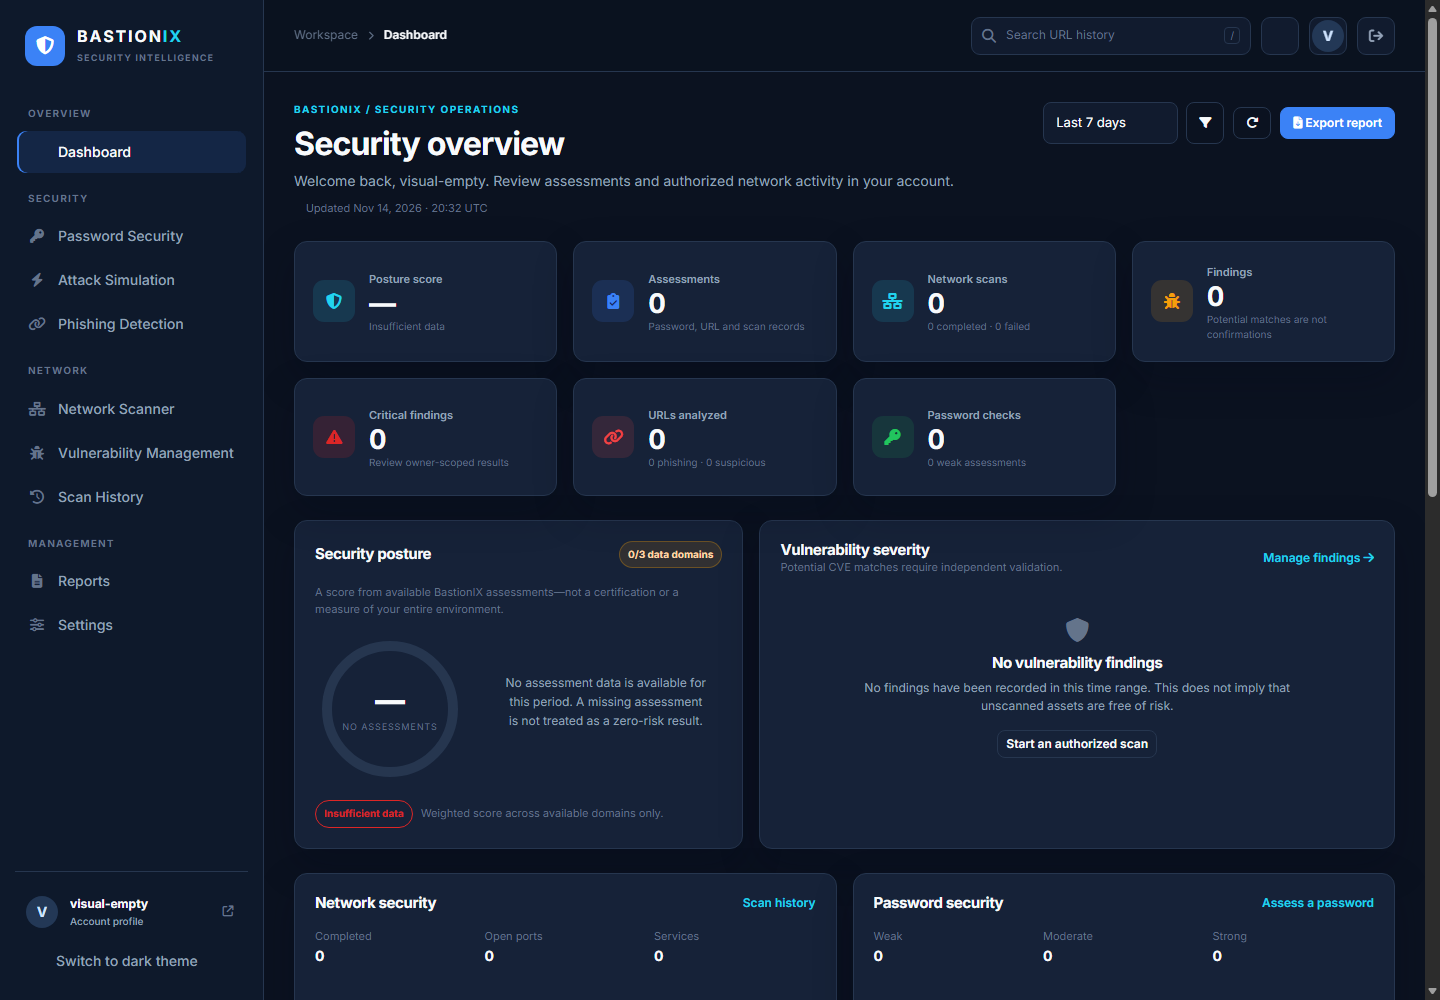 BASTIONIX
SECURITY INTELLIGENCE
OVERVIEW
Dashboard
SECURITY
Password Security
Attack Simulation
Phishing Detection
NETWORK
Network Scanner
Vulnerability Management
Scan History
MANAGEMENT
Reports
Settings
V
visual-empty
Account profile
Switch to dark theme
Workspace > Dashboard
Search URL history /
V
BASTIONIX / SECURITY OPERATIONS
Security overview
Welcome back, visual-empty. Review assessments and authorized network activity in your account.
Updated Nov 14, 2026 · 20:32 UTC
Last 7 days
Export report
Posture score
—
Insufficient data
Assessments
0
Password, URL and scan records
Network scans
0
0 completed · 0 failed
Findings
0
Potential matches are not
confirmations
Critical findings
0
Review owner-scoped results
URLs analyzed
0
0 phishing · 0 suspicious
Password checks
0
0 weak assessments
Security posture
0/3 data domains
A score from available BastionIX assessments—not a certification or a
measure of your entire environment.
—
NO ASSESSMENTS
No assessment data is available for
this period. A missing assessment
is not treated as a zero-risk result.
Insufficient data
Weighted score across available domains only.
Vulnerability severity
Potential CVE matches require independent validation.
Manage findings →
No vulnerability findings
No findings have been recorded in this time range. This does not imply that
unscanned assets are free of risk.
Start an authorized scan
Network security
Scan history
Completed
0
Open ports
0
Services
0
Password security
Assess a password
Weak
0
Moderate
0
Strong
0